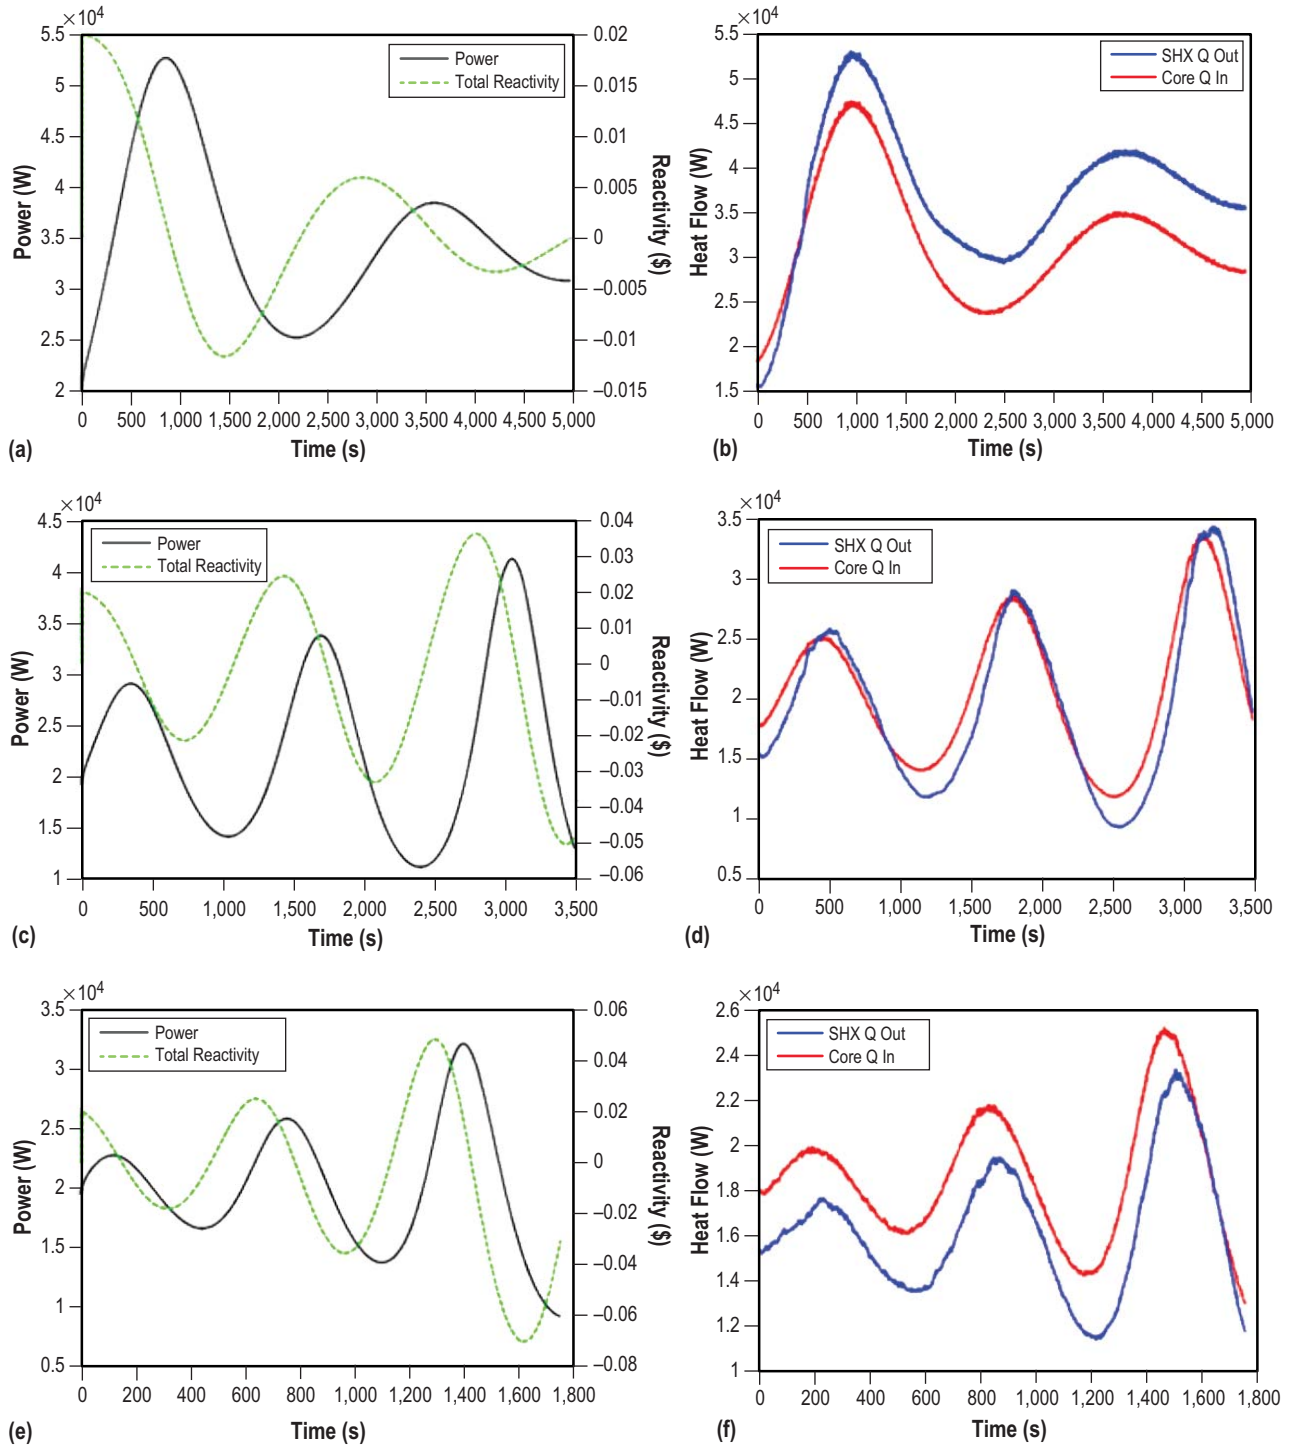 ×10⁴
5.5
5
4.5
4
3.5
3
2.5
2
Power (W)
Power
Total Reactivity
0.02
0.015
0.01
0.005
0
–0.005
–0.01
–0.015
Reactivity ($)
0 500 1,000 1,500 2,000 2,500 3,000 3,500 4,000 4,500 5,000
Time (s)
(a)
×10⁴
5.5
5
4.5
4
3.5
3
2.5
2
1.5
Heat Flow (W)
SHX Q Out
Core Q In
0 500 1,000 1,500 2,000 2,500 3,000 3,500 4,000 4,500 5,000
Time (s)
(b)
×10⁴
4.5
4
3.5
3
2.5
2
1.5
1
Power (W)
Power
Total Reactivity
0.04
0.03
0.02
0.01
0
–0.01
–0.02
–0.03
–0.04
–0.05
–0.06
Reactivity ($)
0 500 1,000 1,500 2,000 2,500 3,000 3,500
Time (s)
(c)
×10⁴
3.5
3
2.5
2
1.5
1
0.5
Heat Flow (W)
SHX Q Out
Core Q In
0 500 1,000 1,500 2,000 2,500 3,000 3,500
Time (s)
(d)
×10⁴
3.5
3
2.5
2
1.5
1
0.5
Power (W)
Power
Total Reactivity
0.06
0.04
0.02
0
–0.02
–0.04
–0.06
–0.08
Reactivity ($)
0 200 400 600 800 1,000 1,200 1,400 1,600 1,800
Time (s)
(e)
×10⁴
2.6
2.4
2.2
2
1.8
1.6
1.4
1.2
1
Heat Flow (W)
SHX Q Out
Core Q In
0 200 400 600 800 1,000 1,200 1,400 1,600 1,800
Time (s)
(f)